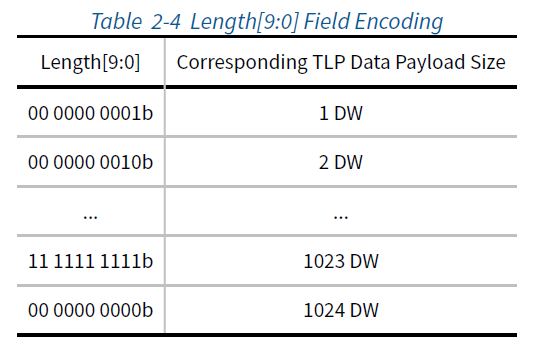 Table 2-4 Length[9:0] Field Encoding
Length[9:0] Corresponding TLP Data Payload Size
00 0000 0001b 1 DW
00 0000 0010b 2 DW
... ...
11 1111 1111b 1023 DW
00 0000 0000b 1024 DW